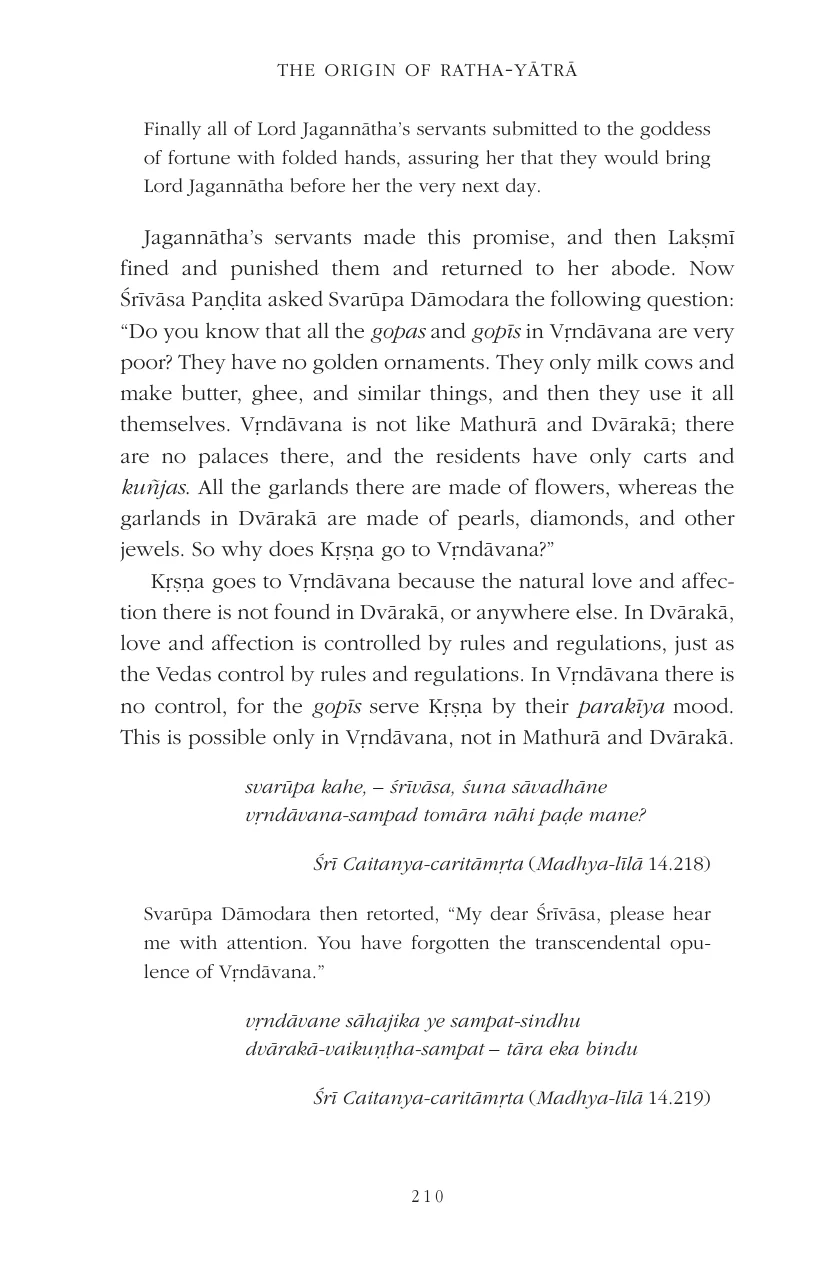 THE ORIGIN OF RATHA-YĀTRĀ
Finally all of Lord Jagannātha’s servants submitted to the goddess
of fortune with folded hands, assuring her that they would bring
Lord Jagannātha before her the very next day.
Jagannātha’s servants made this promise, and then Lakṣmī
fined and punished them and returned to her abode. Now
Śrīvāsa Paṇḍita asked Svarūpa Dāmodara the following question:
“Do you know that all the gopas and gopīs in Vṛndāvana are very
poor? They have no golden ornaments. They only milk cows and
make butter, ghee, and similar things, and then they use it all
themselves. Vṛndāvana is not like Mathurā and Dvārakā; there
are no palaces there, and the residents have only carts and
kuñjas. All the garlands there are made of flowers, whereas the
garlands in Dvārakā are made of pearls, diamonds, and other
jewels. So why does Kṛṣṇa go to Vṛndāvana?”
Kṛṣṇa goes to Vṛndāvana because the natural love and affec-
tion there is not found in Dvārakā, or anywhere else. In Dvārakā,
love and affection is controlled by rules and regulations, just as
the Vedas control by rules and regulations. In Vṛndāvana there is
no control, for the gopīs serve Kṛṣṇa by their parakīya mood.
This is possible only in Vṛndāvana, not in Mathurā and Dvārakā.
svarūpa kahe, – śrīvāsa, śuna sāvadhāne
vṛndāvana-sampad tomāra nāhi paḍe mane?
Śrī Caitanya-caritāmṛta (Madhya-līlā 14.218)
Svarūpa Dāmodara then retorted, “My dear Śrīvāsa, please hear
me with attention. You have forgotten the transcendental opu-
lence of Vṛndāvana.”
vṛndāvane sāhajika ye sampat-sindhu
dvārakā-vaikuṇṭha-sampat – tāra eka bindu
Śrī Caitanya-caritāmṛta (Madhya-līlā 14.219)
210